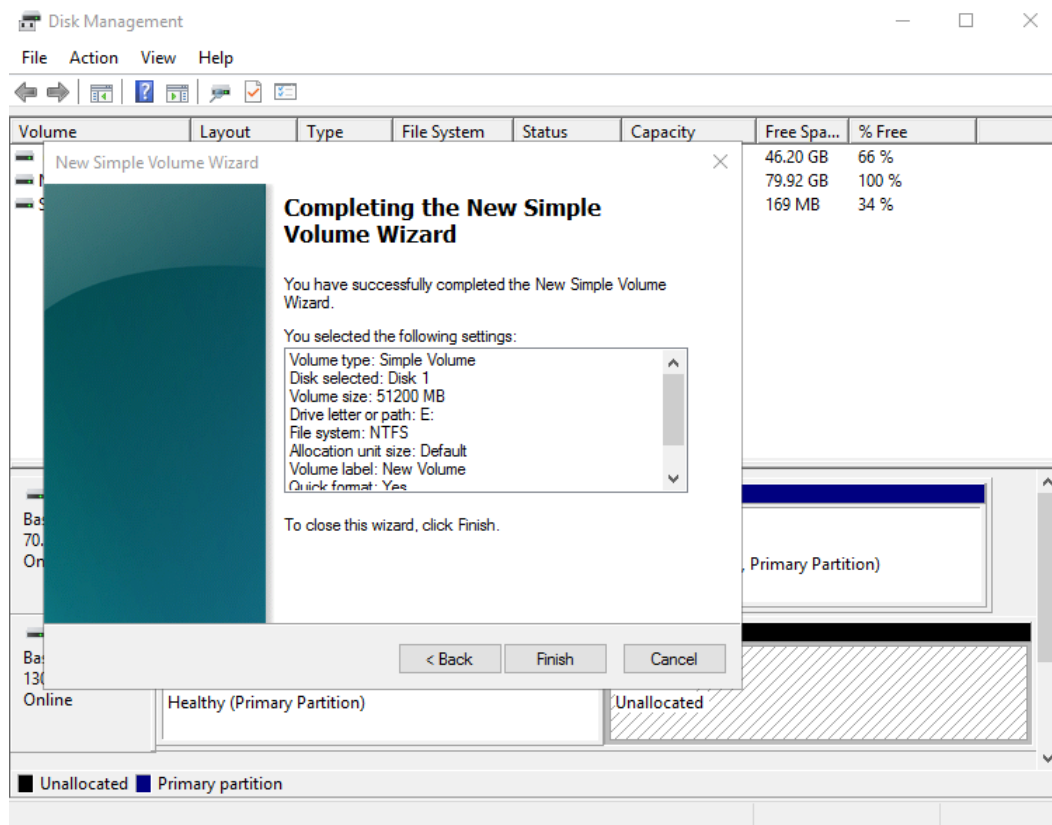 Disk Management
File Action View Help
Volume Layout Type File System Status Capacity Free Spa... % Free
46.20 GB 66 %
79.92 GB 100 %
169 MB 34 %
New Simple Volume Wizard
Completing the New Simple
Volume Wizard
You have successfully completed the New Simple Volume
Wizard.
You selected the following settings:
Volume type: Simple Volume
Disk selected: Disk 1
Volume size: 51200 MB
Drive letter or path: E:
File system: NTFS
Allocation unit size: Default
Volume label: New Volume
Quick format: Yes
To close this wizard, click Finish.
< Back Finish Cancel
, Primary Partition)
Online
Healthy (Primary Partition)
Unallocated
Unallocated Primary partition